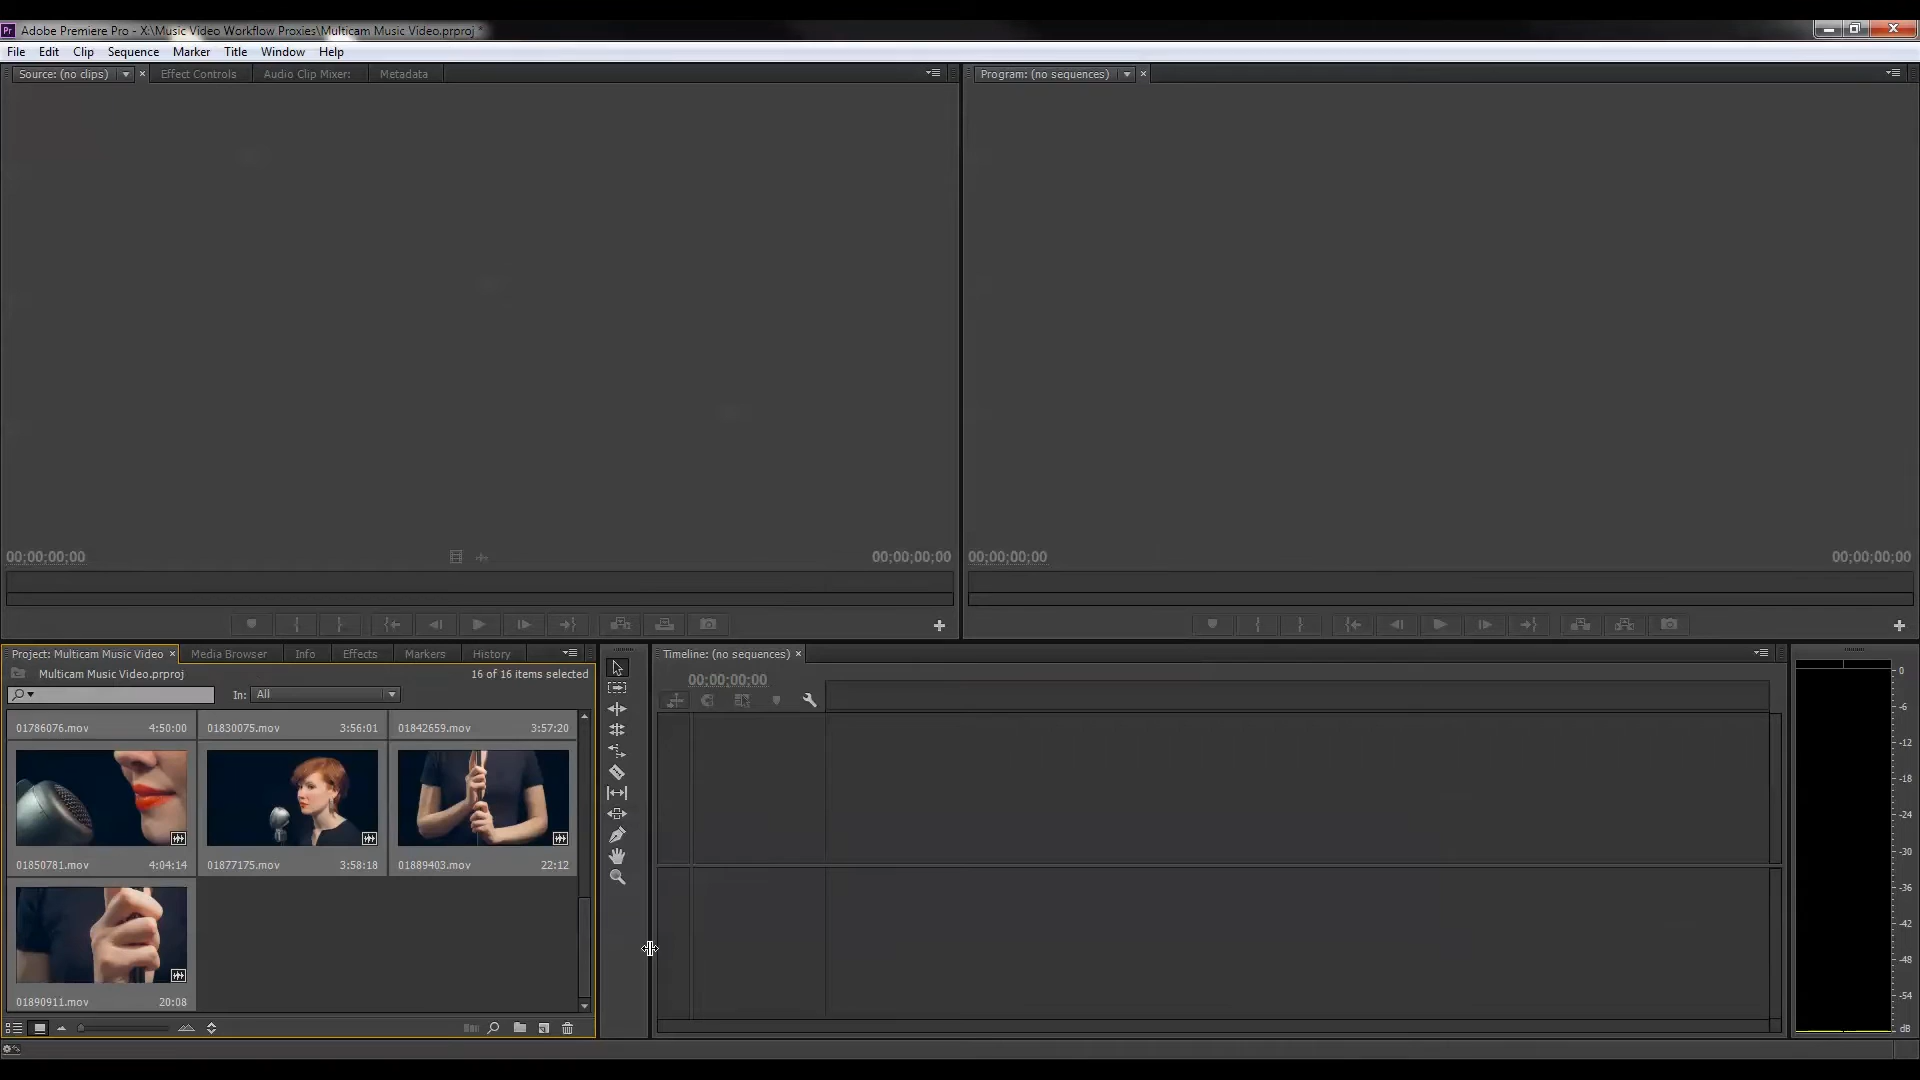 Pr Adobe Premiere Pro - X:\Music Video Workflow Proxies\Multicam Music Video.prproj *
File Edit Clip Sequence Marker Title Window Help
Source: (no clips) Effect Controls Audio Clip Mixer: Metadata
Program: (no sequences)
00;00;00;00 00;00;00;00
00;00;00;00 00;00;00;00
Project: Multicam Music Video Media Browser Info Effects Markers History
Multicam Music Video.prproj 16 of 16 items selected
In: All
01786076.mov 4:50:00 01830075.mov 3:56:01 01842659.mov 3:57:20
01850781.mov 4:04:14 01877175.mov 3:58:18 01889403.mov 22:12
01890911.mov 20:08
Timeline: (no sequences)
00;00;00;00
0
-6
-12
-18
-24
-30
-36
-42
-48
-54
dB